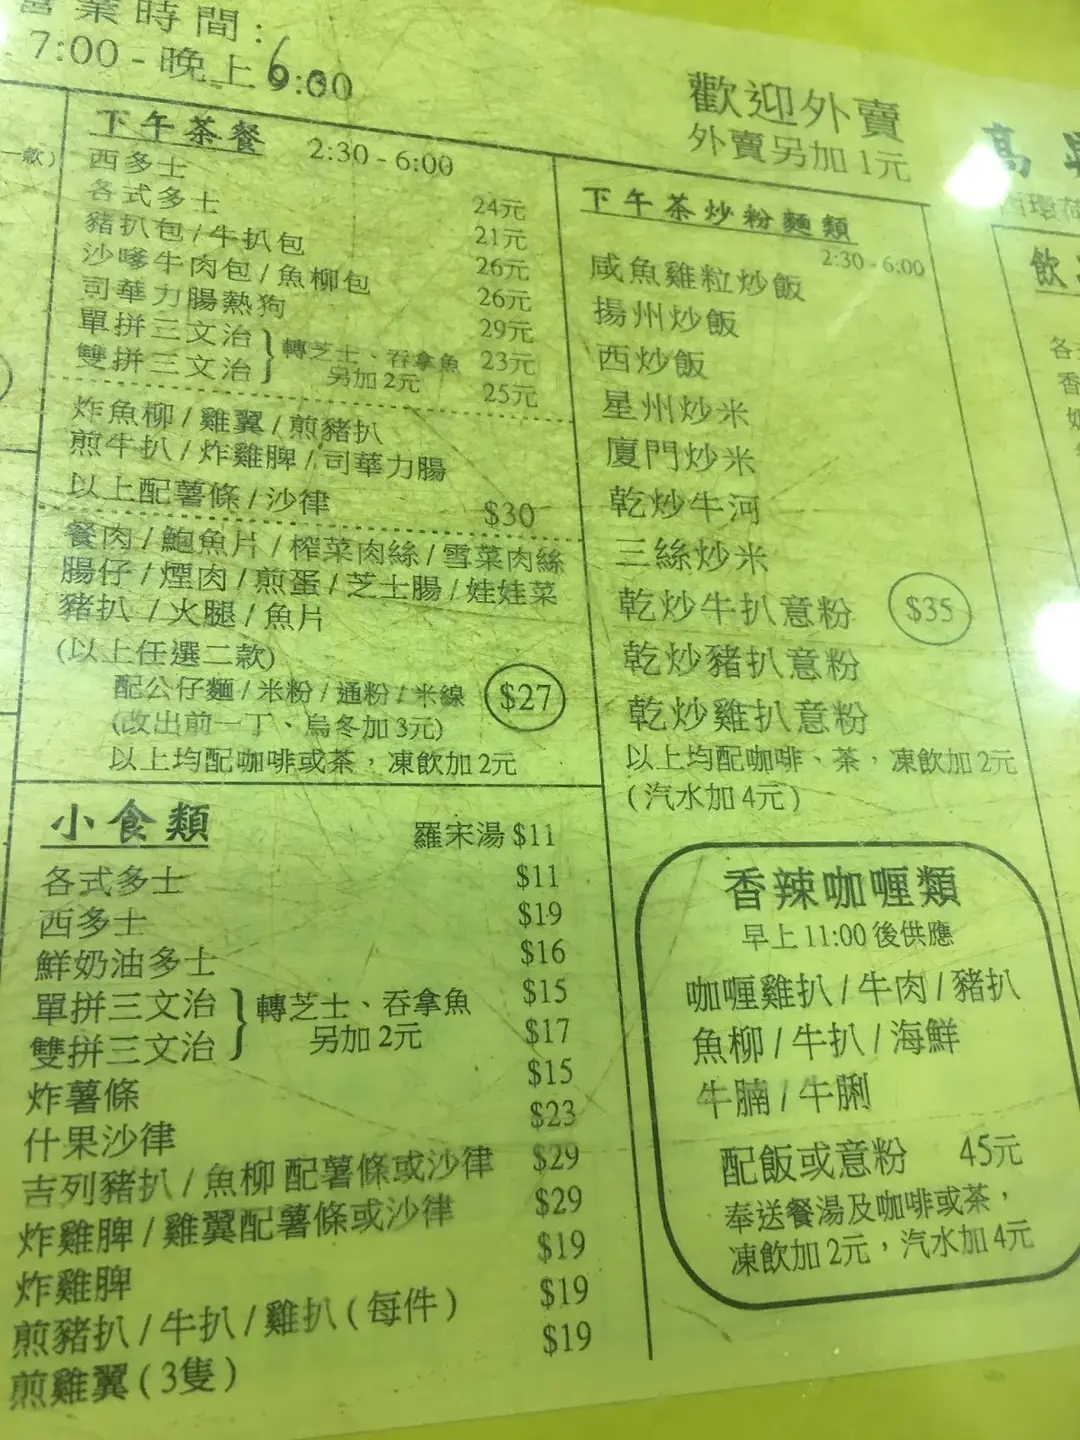 營業時間：
7:00 - 晚上6:00
歡迎外賣
外賣另加 1元
一款)
下午茶餐 2:30 - 6:00
西多士 24元
各式多士 21元
豬扒包 / 牛扒包 26元
沙嗲牛肉包 / 魚柳包 26元
司華力腸熱狗 29元
單拼三文治 23元
雙拼三文治 25元
轉芝士、吞拿魚
另加 2元
炸魚柳 / 雞翼 / 煎豬扒
煎牛扒 / 炸雞脾 / 司華力腸
以上配薯條 / 沙律 $30
餐肉 / 鮑魚片 / 榨菜肉絲 / 雪菜肉絲
腸仔 / 煙肉 / 煎蛋 / 芝士腸 / 娃娃菜
豬扒 / 火腿 / 魚片
(以上任選二款)
配公仔麵 / 米粉 / 通粉 / 米線 $27
(改出前一丁、烏冬加 3元)
以上均配咖啡或茶，凍飲加 2元
小食類
羅宋湯 $11
各式多士 $11
西多士 $19
鮮奶油多士 $16
單拼三文治 $15
雙拼三文治 $17
轉芝士、吞拿魚
另加 2元
炸薯條 $15
什果沙律 $23
吉列豬扒 / 魚柳 配薯條或沙律 $29
炸雞脾 / 雞翼配薯條或沙律 $29
炸雞脾 $19
煎豬扒 / 牛扒 / 雞扒 ( 每件 ) $19
煎雞翼 ( 3隻 ) $19
下午茶炒粉麵類
2:30 - 6:00
咸魚雞粒炒飯
揚州炒飯
西炒飯
星州炒米
廈門炒米
乾炒牛河
三絲炒米
乾炒牛扒意粉 $35
乾炒豬扒意粉
乾炒雞扒意粉
以上均配咖啡、茶，凍飲加 2元
( 汽水加 4元 )
香辣咖喱類
早上 11:00 後供應
咖喱雞扒 / 牛肉 / 豬扒
魚柳 / 牛扒 / 海鮮
牛腩 / 牛脷
配飯或意粉 45元
奉送餐湯及咖啡或茶，
凍飲加 2元，汽水加 4元
高
西環荷
飲
各
香